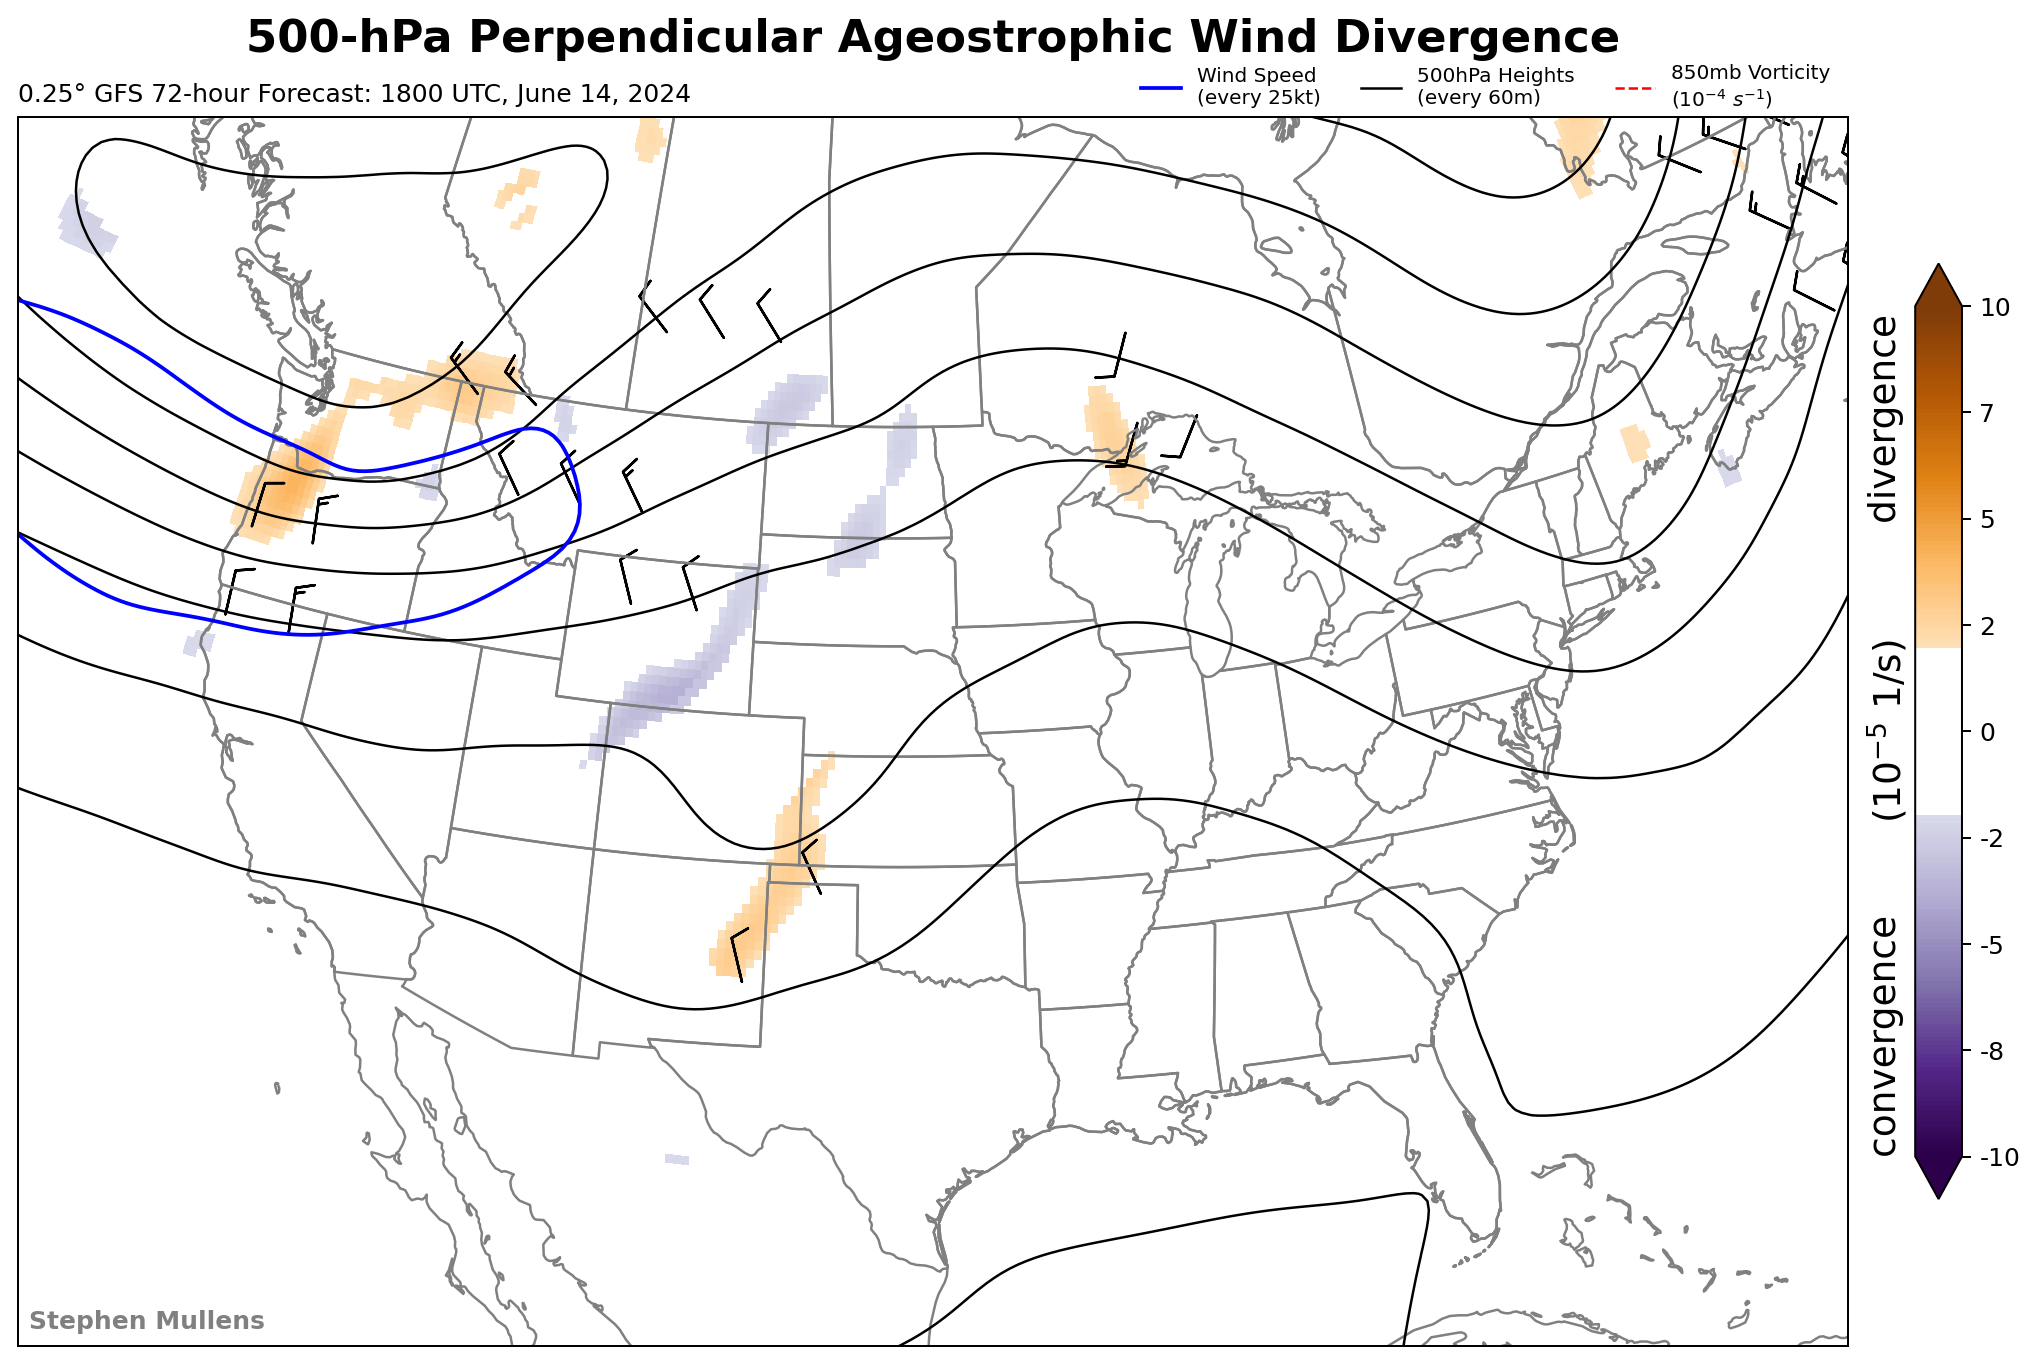 500-hPa Perpendicular Ageostrophic Wind Divergence
0.25° GFS 72-hour Forecast: 1800 UTC, June 14, 2024
Wind Speed
(every 25kt)
500hPa Heights
(every 60m)
850mb Vorticity
(10⁻⁴ s⁻¹)
10
7
5
2
0
-2
-5
-8
-10
convergence (10⁻⁵ 1/s) divergence
Stephen Mullens